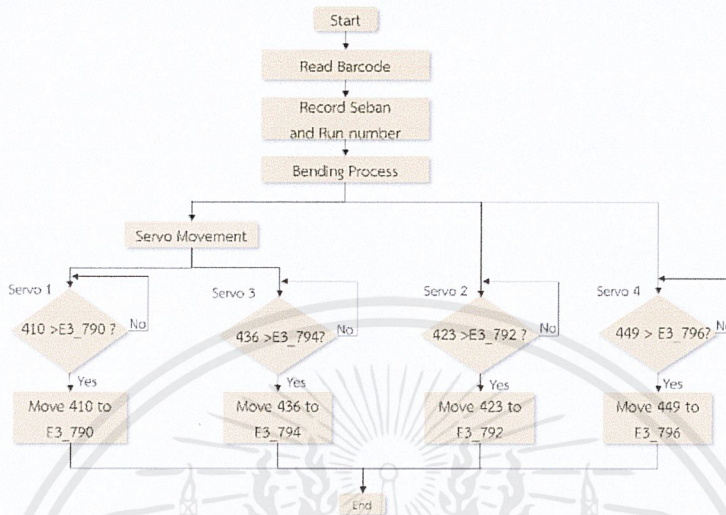 Start
Read Barcode
Record Seban
and Run number
Bending Process
Servo Movement
Servo 1
410 >E3_790 ?
No
Yes
Move 410 to
E3_790
Servo 3
436 >E3_794?
No
Yes
Move 436 to
E3_794
Servo 2
423 >E3_792 ?
No
Yes
Move 423 to
E3_792
Servo 4
449 > E3_796?
No
Yes
Move 449 to
E3_796
End